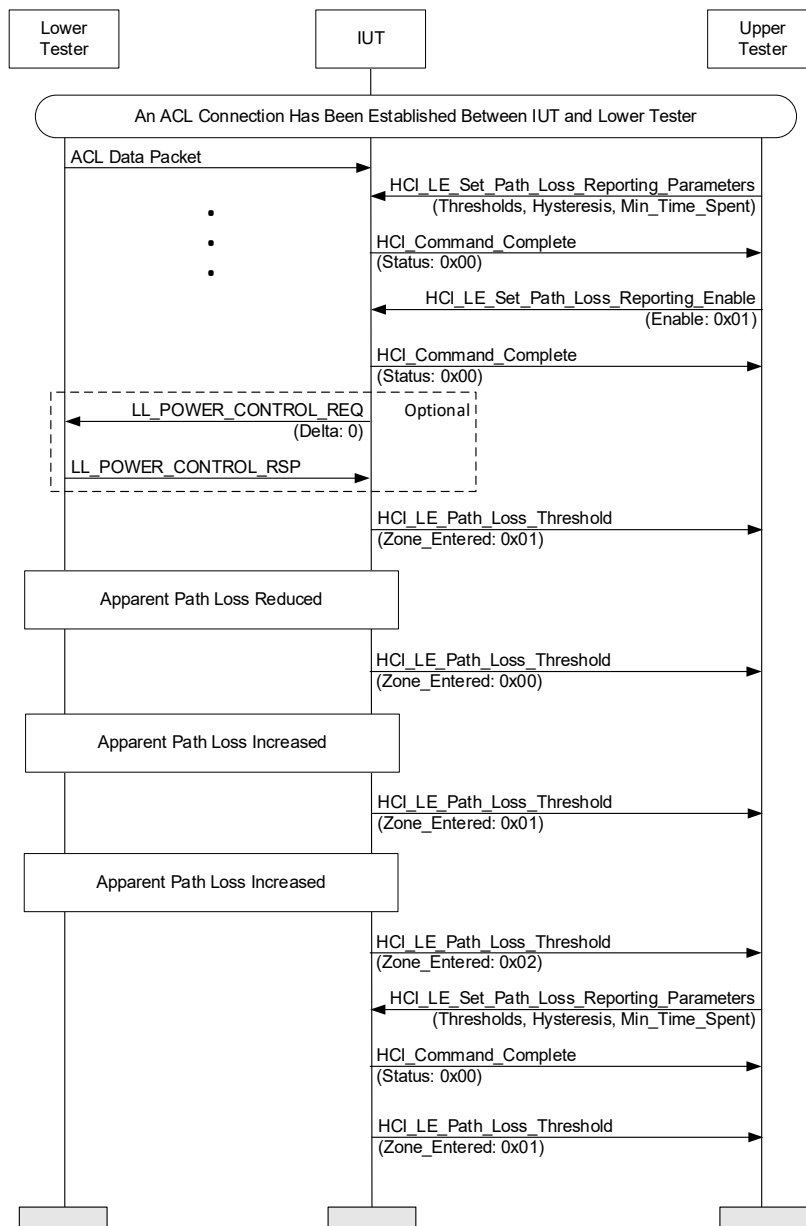 Lower
Tester
IUT
Upper
Tester
An ACL Connection Has Been Established Between IUT and Lower Tester
ACL Data Packet
HCI_LE_Set_Path_Loss_Reporting_Parameters
(Thresholds, Hysteresis, Min_Time_Spent)
HCI_Command_Complete
(Status: 0x00)
HCI_LE_Set_Path_Loss_Reporting_Enable
(Enable: 0x01)
HCI_Command_Complete
(Status: 0x00)
LL_POWER_CONTROL_REQ
Optional
(Delta: 0)
LL_POWER_CONTROL_RSP
HCI_LE_Path_Loss_Threshold
(Zone_Entered: 0x01)
Apparent Path Loss Reduced
HCI_LE_Path_Loss_Threshold
(Zone_Entered: 0x00)
Apparent Path Loss Increased
HCI_LE_Path_Loss_Threshold
(Zone_Entered: 0x01)
Apparent Path Loss Increased
HCI_LE_Path_Loss_Threshold
(Zone_Entered: 0x02)
HCI_LE_Set_Path_Loss_Reporting_Parameters
(Thresholds, Hysteresis, Min_Time_Spent)
HCI_Command_Complete
(Status: 0x00)
HCI_LE_Path_Loss_Threshold
(Zone_Entered: 0x01)